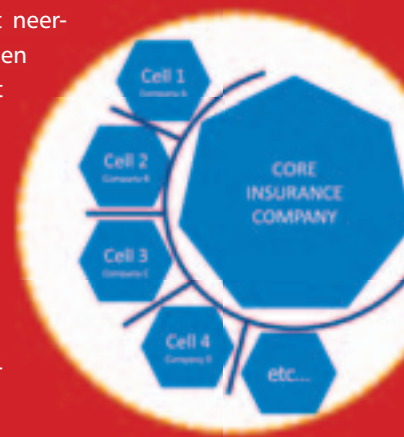 t neer-
en
t
Cell 1
Company A
Cell 2
Company B
Cell 3
Company C
Cell 4
Company D
etc...
CORE
INSURANCE
COMPANY